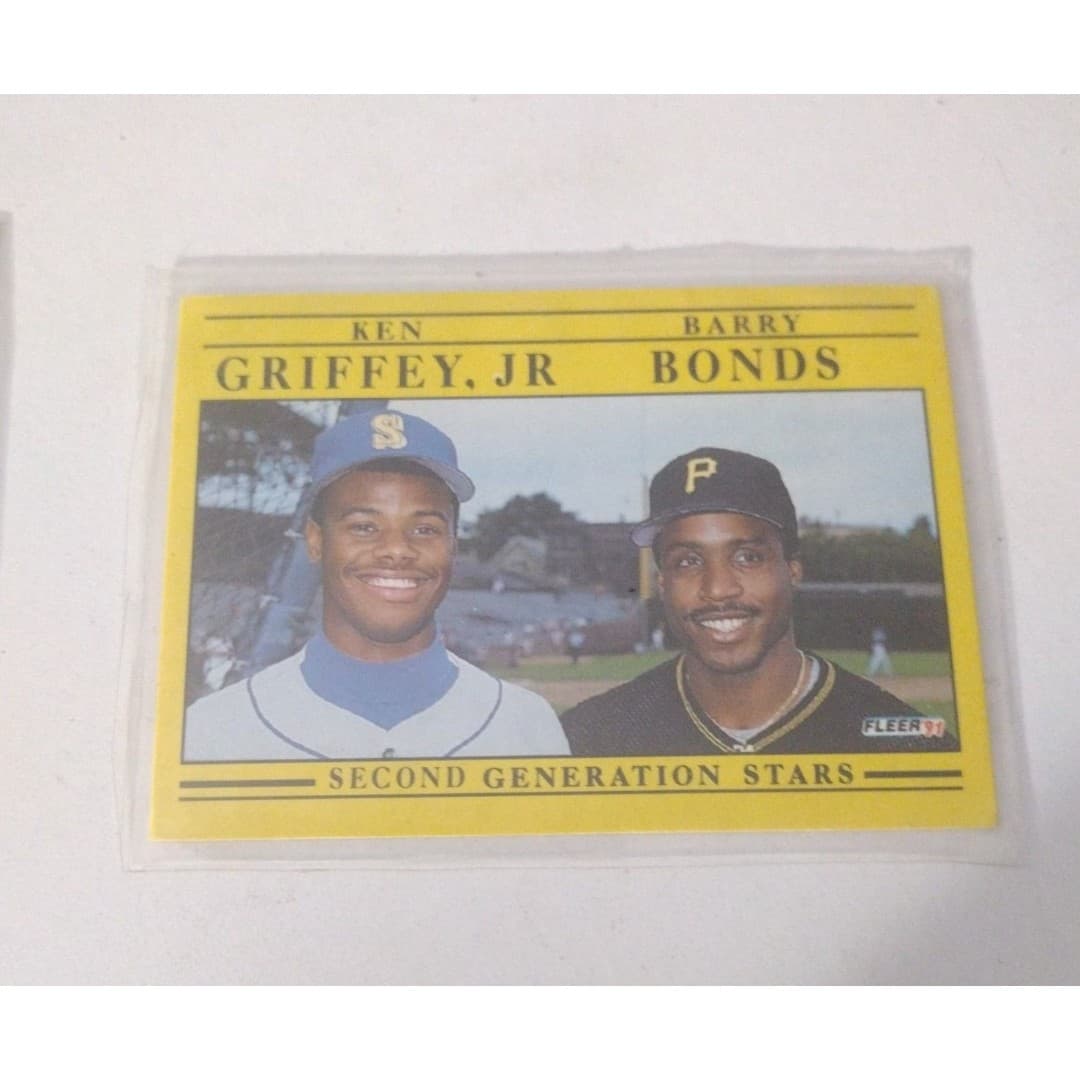 KEN BARRY
GRIFFEY, JR BONDS
S
P
FLEER '91
SECOND GENERATION STARS